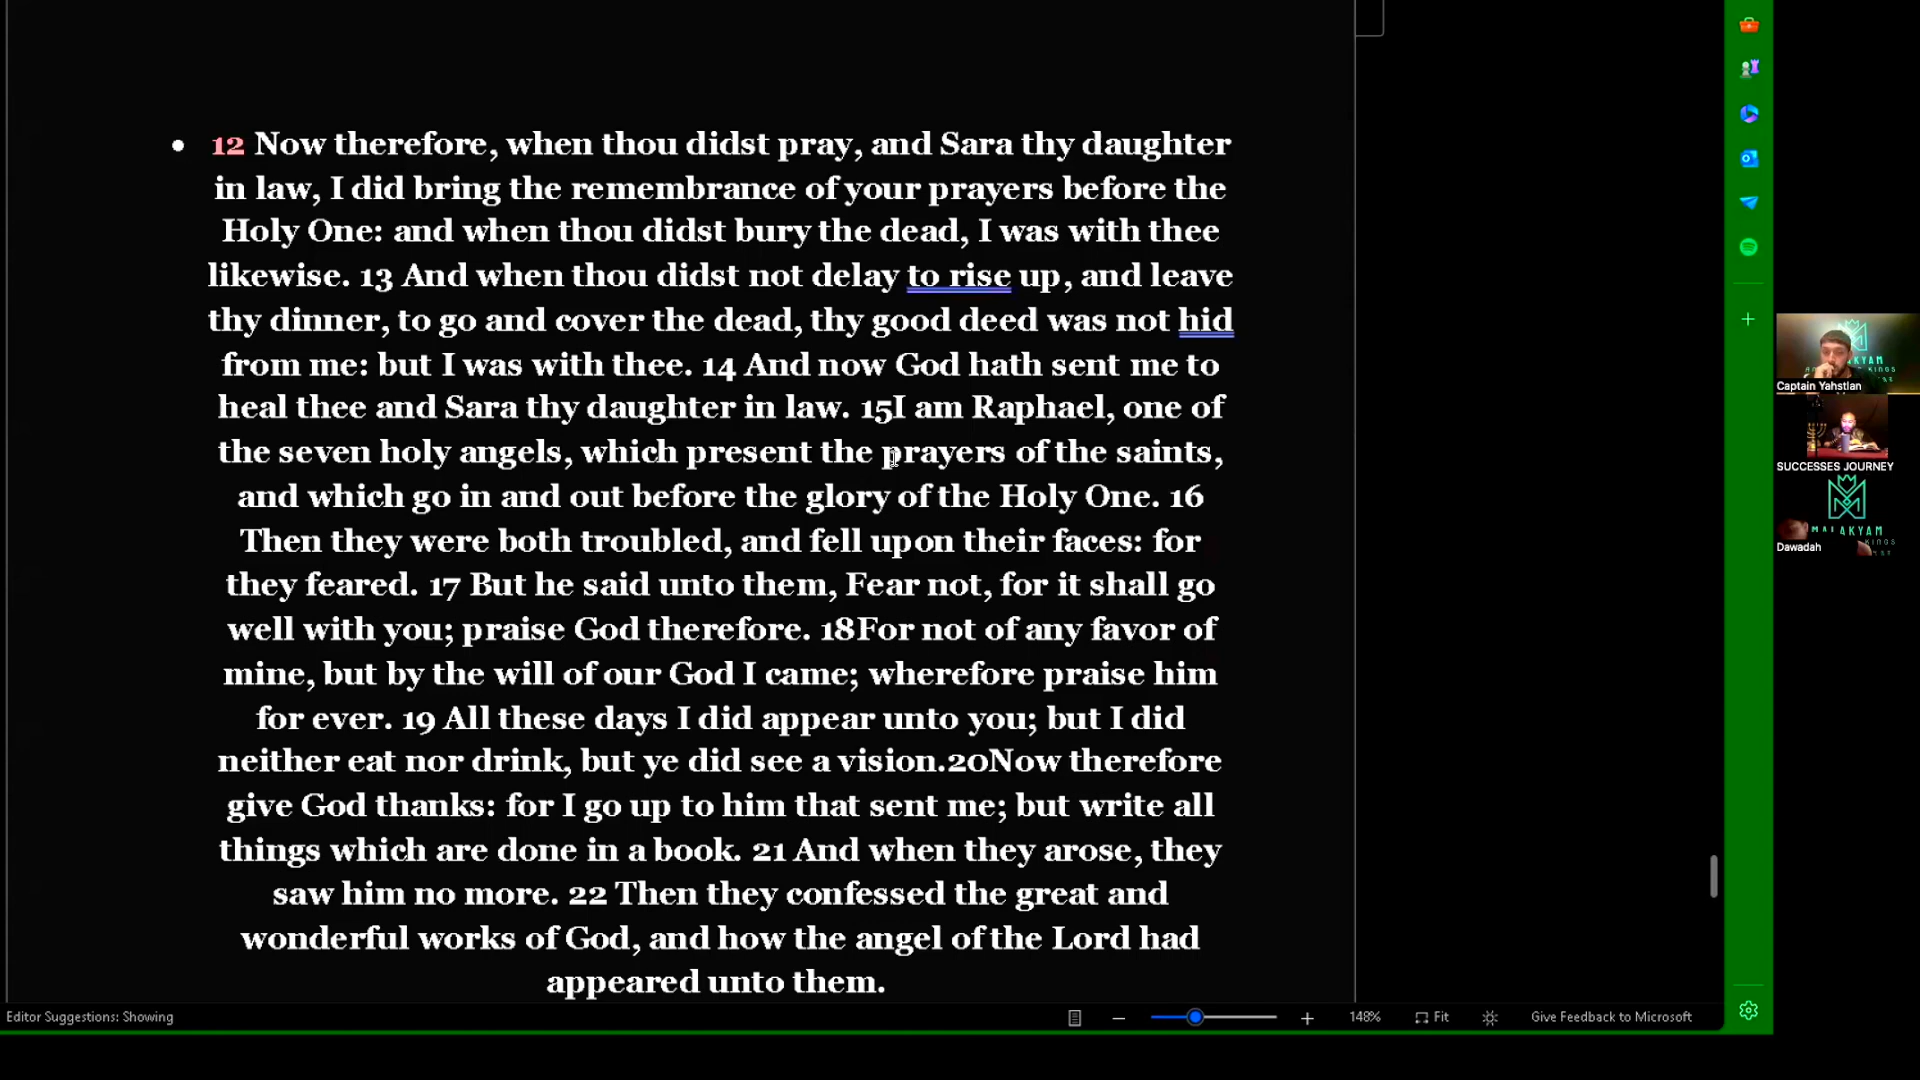 12 Now therefore, when thou didst pray, and Sara thy daughter
in law, I did bring the remembrance of your prayers before the
Holy One: and when thou didst bury the dead, I was with thee
likewise. 13 And when thou didst not delay to rise up, and leave
thy dinner, to go and cover the dead, thy good deed was not hid
from me: but I was with thee. 14 And now God hath sent me to
heal thee and Sara thy daughter in law. 15I am Raphael, one of
the seven holy angels, which present the prayers of the saints,
and which go in and out before the glory of the Holy One. 16
Then they were both troubled, and fell upon their faces: for
they feared. 17 But he said unto them, Fear not, for it shall go
well with you; praise God therefore. 18For not of any favor of
mine, but by the will of our God I came; wherefore praise him
for ever. 19 All these days I did appear unto you; but I did
neither eat nor drink, but ye did see a vision.20Now therefore
give God thanks: for I go up to him that sent me; but write all
things which are done in a book. 21 And when they arose, they
saw him no more. 22 Then they confessed the great and
wonderful works of God, and how the angel of the Lord had
appeared unto them.
Captain Yahstian
SUCCESSES JOURNEY
MALAKYAM
Dawadah
Editor Suggestions: Showing
148%
Fit
Give Feedback to Microsoft